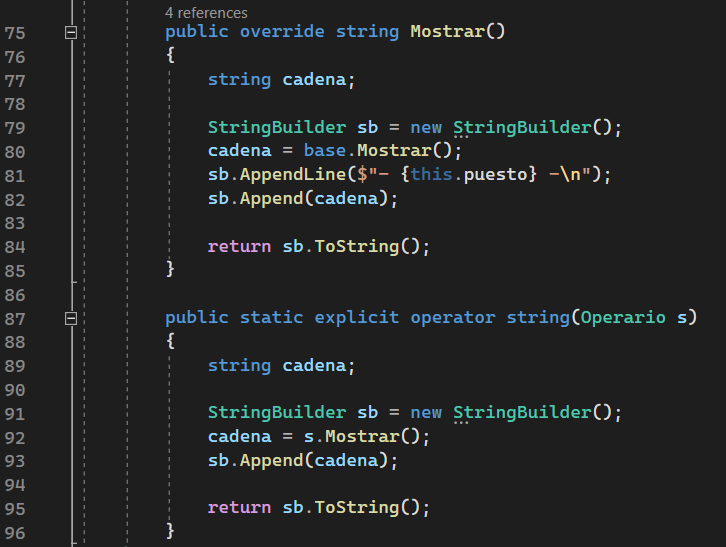 4 references
75 public override string Mostrar()
76 {
77 string cadena;
78
79 StringBuilder sb = new StringBuilder();
80 cadena = base.Mostrar();
81 sb.AppendLine($"- {this.puesto} -\n");
82 sb.Append(cadena);
83
84 return sb.ToString();
85 }
86
87 public static explicit operator string(Operario s)
88 {
89 string cadena;
90
91 StringBuilder sb = new StringBuilder();
92 cadena = s.Mostrar();
93 sb.Append(cadena);
94
95 return sb.ToString();
96 }